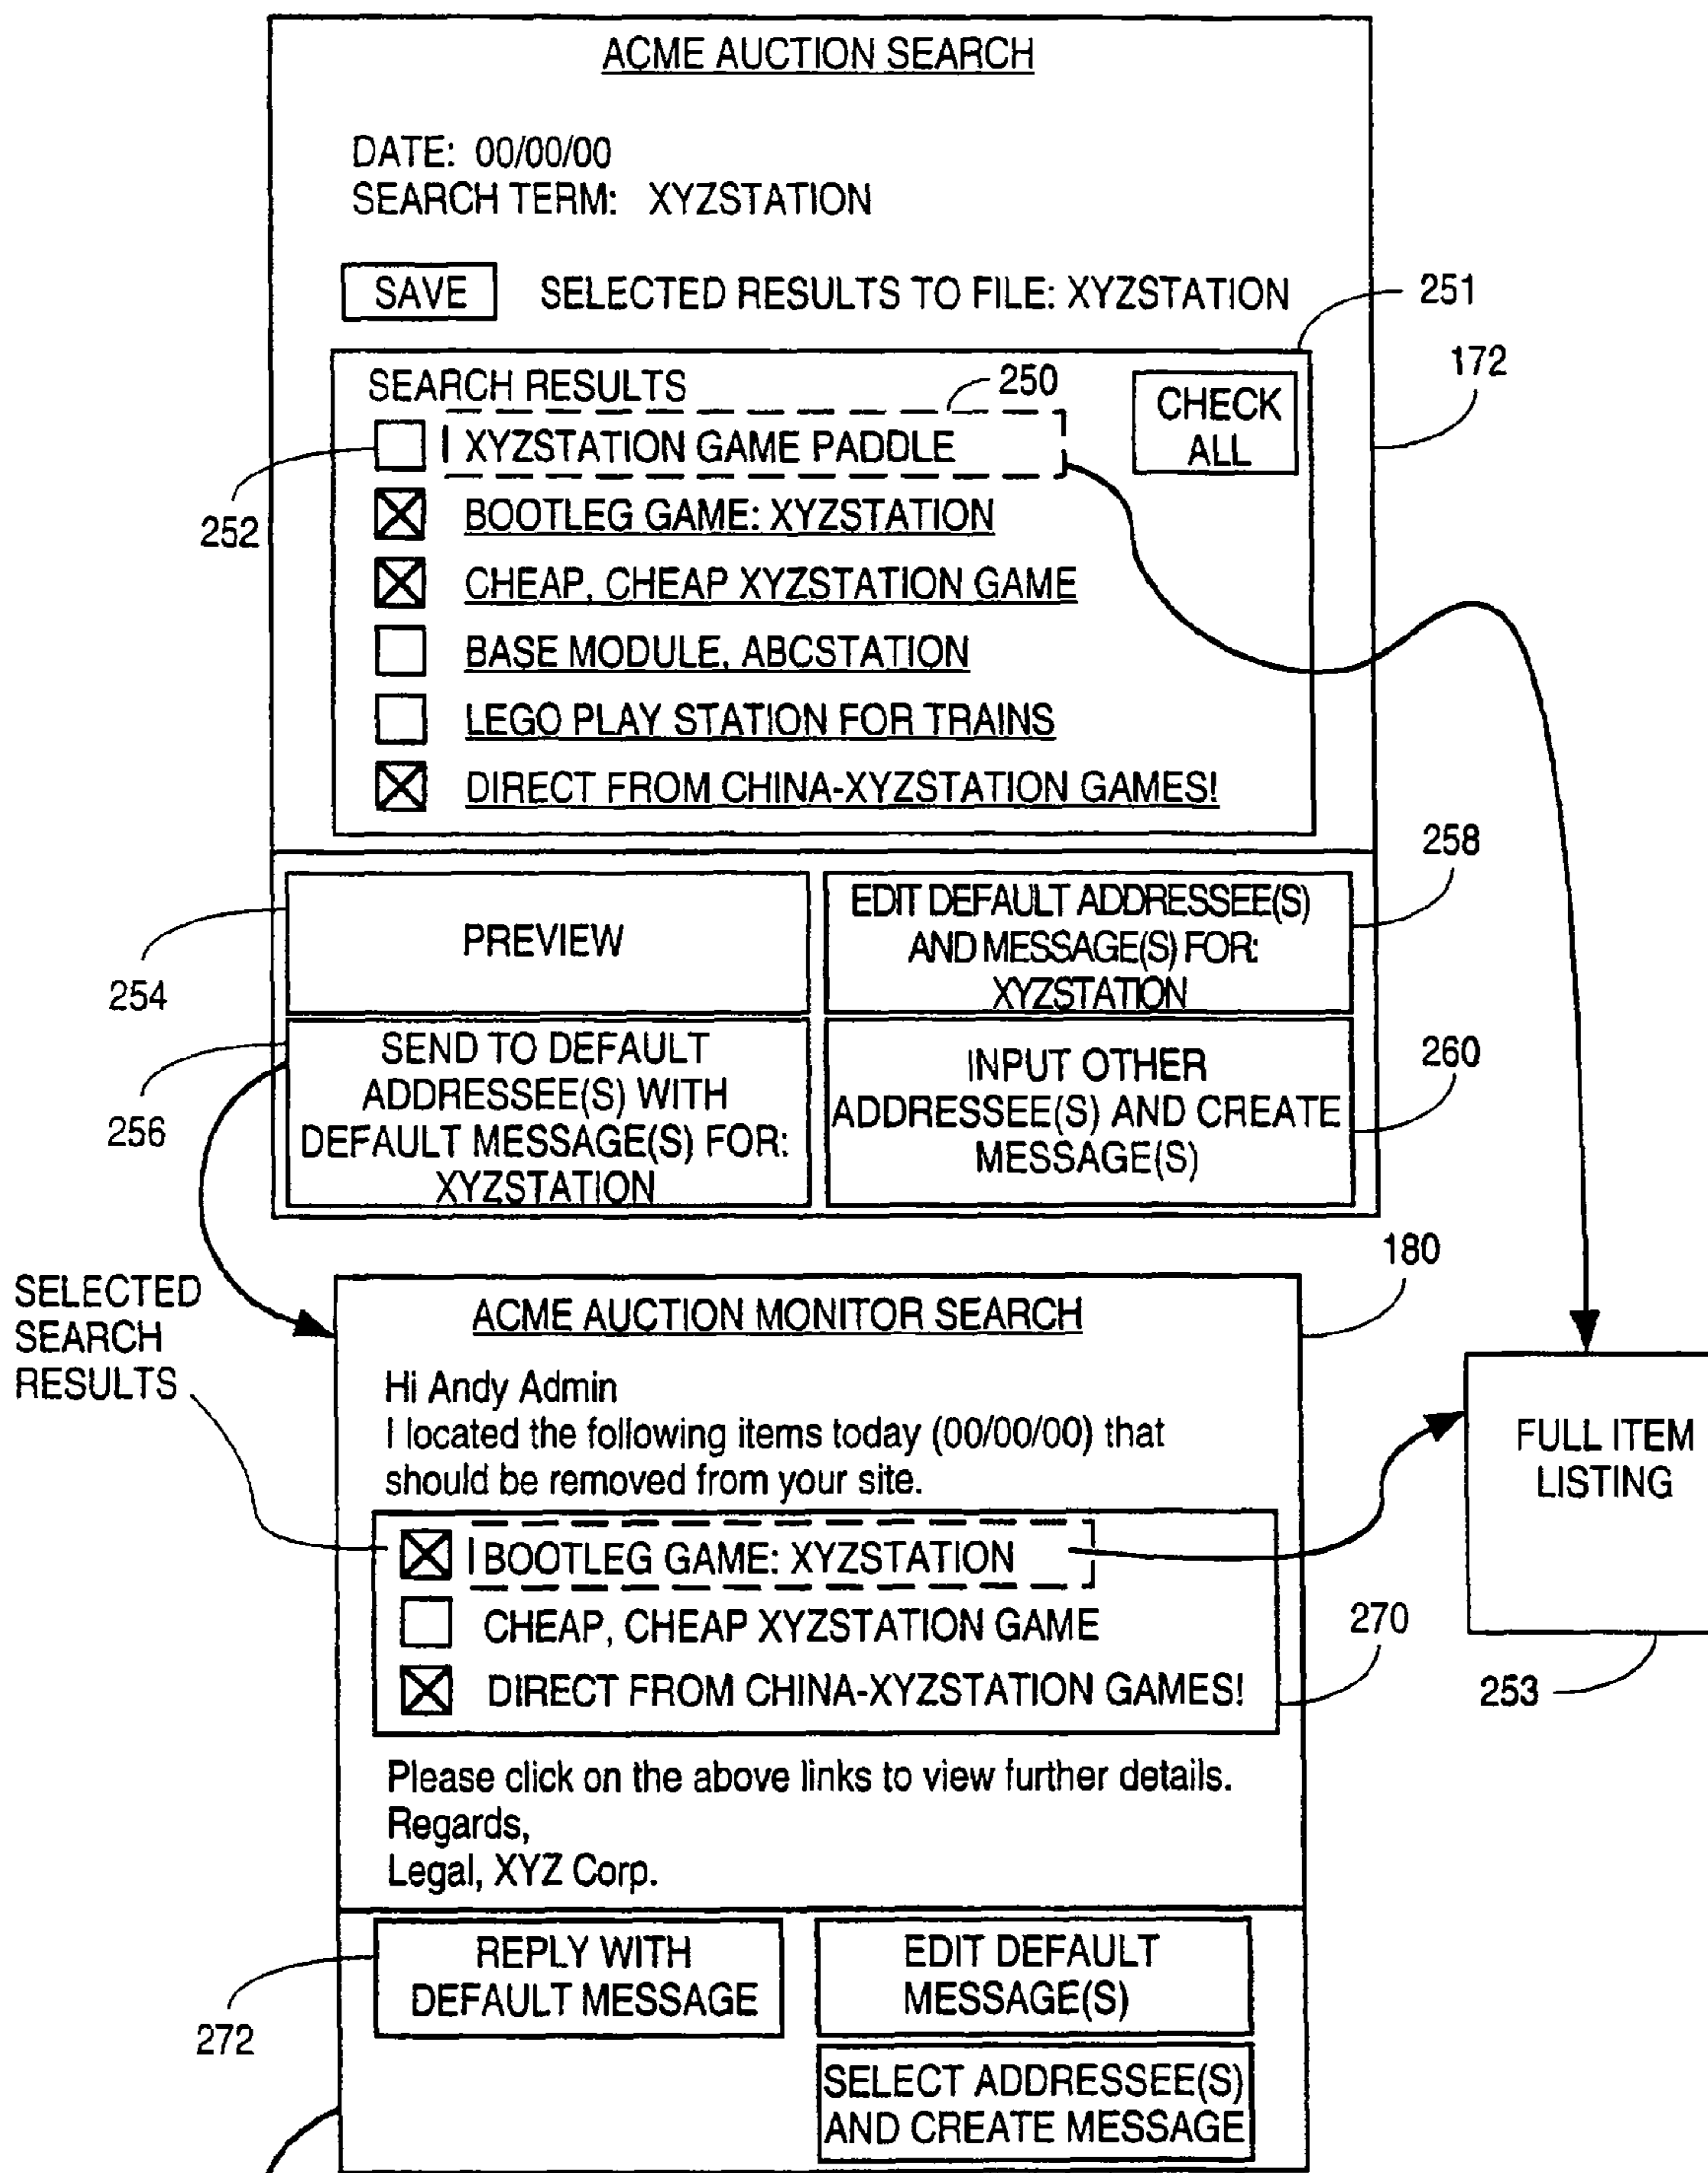 ACME AUCTION SEARCH
DATE: 00/00/00
SEARCH TERM: XYZSTATION
SAVE SELECTED RESULTS TO FILE: XYZSTATION
251
172
SEARCH RESULTS
250
CHECK
ALL
XYZSTATION GAME PADDLE
252
BOOTLEG GAME: XYZSTATION
CHEAP, CHEAP XYZSTATION GAME
BASE MODULE, ABCSTATION
LEGO PLAY STATION FOR TRAINS
DIRECT FROM CHINA-XYZSTATION GAMES!
258
PREVIEW
254
EDIT DEFAULT ADDRESSEE(S)
AND MESSAGE(S) FOR:
XYZSTATION
SEND TO DEFAULT
ADDRESSEE(S) WITH
DEFAULT MESSAGE(S) FOR:
XYZSTATION
256
INPUT OTHER
ADDRESSEE(S) AND CREATE
MESSAGE(S)
260
180
SELECTED
SEARCH
RESULTS
ACME AUCTION MONITOR SEARCH
Hi Andy Admin
I located the following items today (00/00/00) that
should be removed from your site.
BOOTLEG GAME: XYZSTATION
CHEAP, CHEAP XYZSTATION GAME
DIRECT FROM CHINA-XYZSTATION GAMES!
270
FULL ITEM
LISTING
253
Please click on the above links to view further details.
Regards,
Legal, XYZ Corp.
REPLY WITH
DEFAULT MESSAGE
272
EDIT DEFAULT
MESSAGE(S)
SELECT ADDRESSEE(S)
AND CREATE MESSAGE